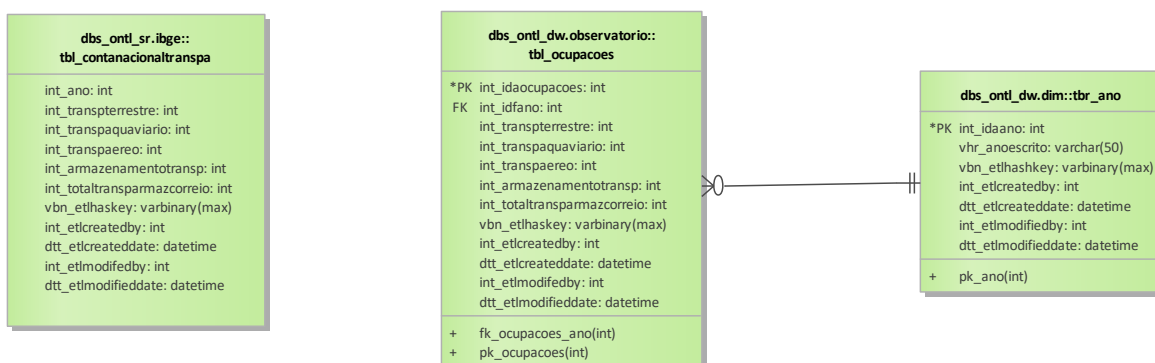 dbs_ontl_sr.ibge::
tbl_contanacionaltranspa
int_ano: int
int_transpterrestre: int
int_transpaquaviario: int
int_transpaereo: int
int_armazenamentotransp: int
int_totaltransparmazcorreio: int
vbn_etlhaskey: varbinary(max)
int_etlcreatedby: int
dtt_etlcreateddate: datetime
int_etlmodifedby: int
dtt_etlmodifieddate: datetime
dbs_ontl_dw.observatorio::
tbl_ocupacoes
*PK int_idaocupacoes: int
FK int_idfano: int
int_transpterrestre: int
int_transpaquaviario: int
int_transpaereo: int
int_armazenamentotransp: int
int_totaltransparmazcorreio: int
vbn_etlhaskey: varbinary(max)
int_etlcreatedby: int
dtt_etlcreateddate: datetime
int_etlmodifedby: int
dtt_etlmodifieddate: datetime
+ fk_ocupacoes_ano(int)
+ pk_ocupacoes(int)
dbs_ontl_dw.dim::tbr_ano
*PK int_idaano: int
vhr_anoescrito: varchar(50)
vbn_etlhashkey: varbinary(max)
int_etlcreatedby: int
dtt_etlcreateddate: datetime
int_etlmodifiedby: int
dtt_etlmodifieddate: datetime
+ pk_ano(int)